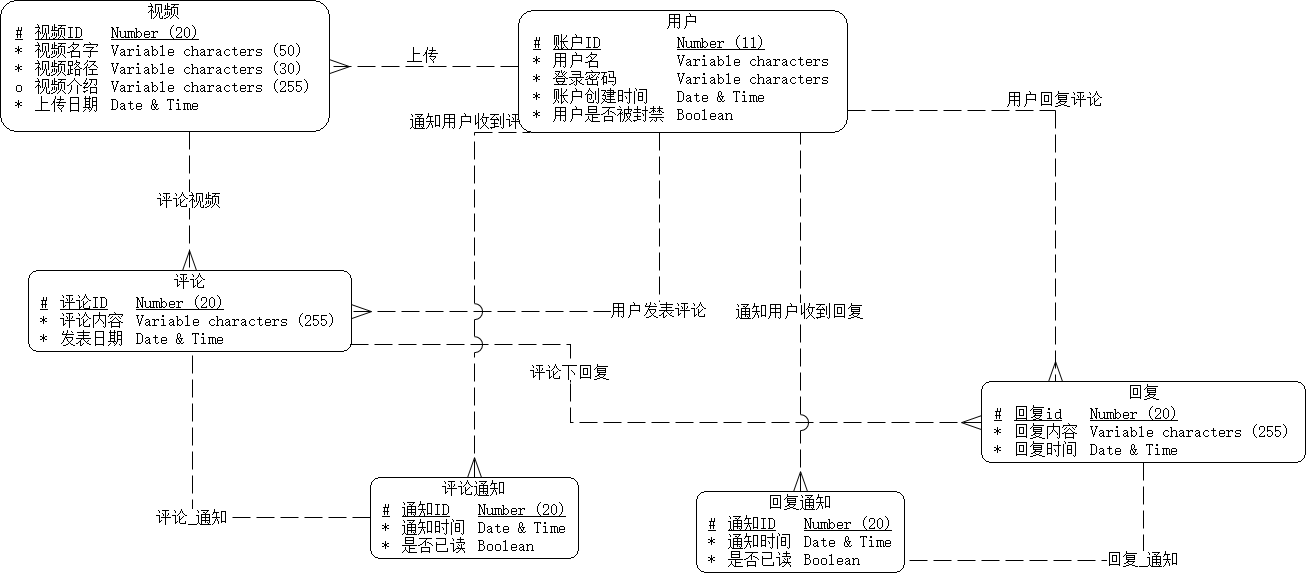 视频
# 视频ID Number (20)
* 视频名字 Variable characters (50)
* 视频路径 Variable characters (30)
o 视频介绍 Variable characters (255)
* 上传日期 Date & Time
上传
用户
# 账户ID Number (11)
* 用户名 Variable characters
* 登录密码 Variable characters
* 账户创建时间 Date & Time
* 用户是否被封禁 Boolean
用户回复评论
通知用户收到评
评论视频
评论
# 评论ID Number (20)
* 评论内容 Variable characters (255)
* 发表日期 Date & Time
用户发表评论
通知用户收到回复
评论下回复
回复
# 回复id Number (20)
* 回复内容 Variable characters (255)
* 回复时间 Date & Time
评论通知
# 通知ID Number (20)
* 通知时间 Date & Time
* 是否已读 Boolean
评论_通知
回复通知
# 通知ID Number (20)
* 通知时间 Date & Time
* 是否已读 Boolean
回复_通知